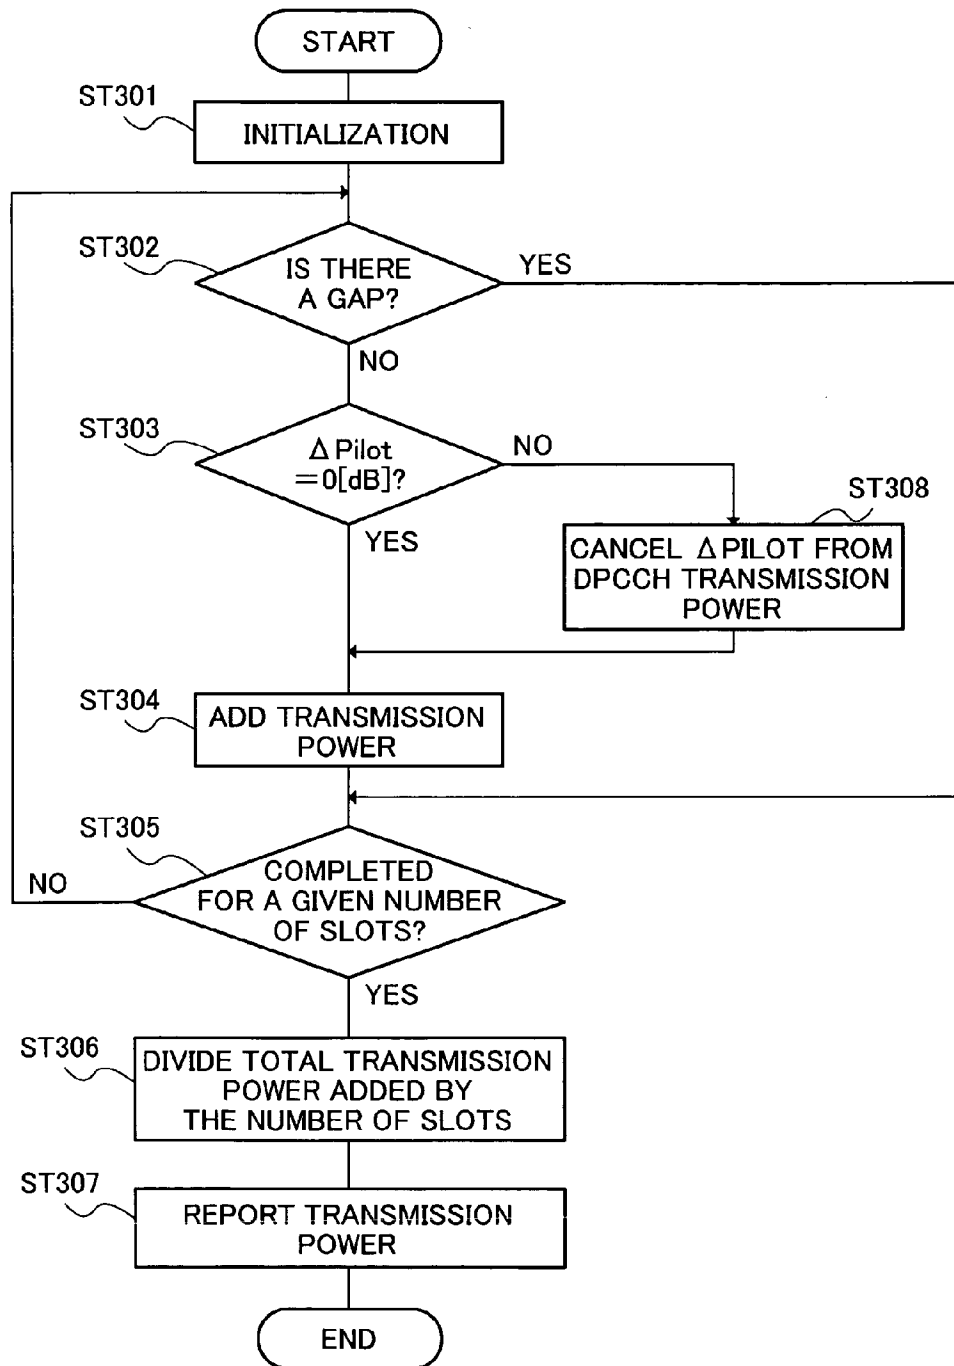 START
ST301
INITIALIZATION
ST302
IS THERE
A GAP?
YES
NO
ST303
Δ Pilot
=0[dB]?
NO
YES
ST308
CANCEL Δ PILOT FROM
DPCCH TRANSMISSION
POWER
ST304
ADD TRANSMISSION
POWER
ST305
COMPLETED
FOR A GIVEN NUMBER
OF SLOTS?
NO
YES
ST306
DIVIDE TOTAL TRANSMISSION
POWER ADDED BY
THE NUMBER OF SLOTS
ST307
REPORT TRANSMISSION
POWER
END